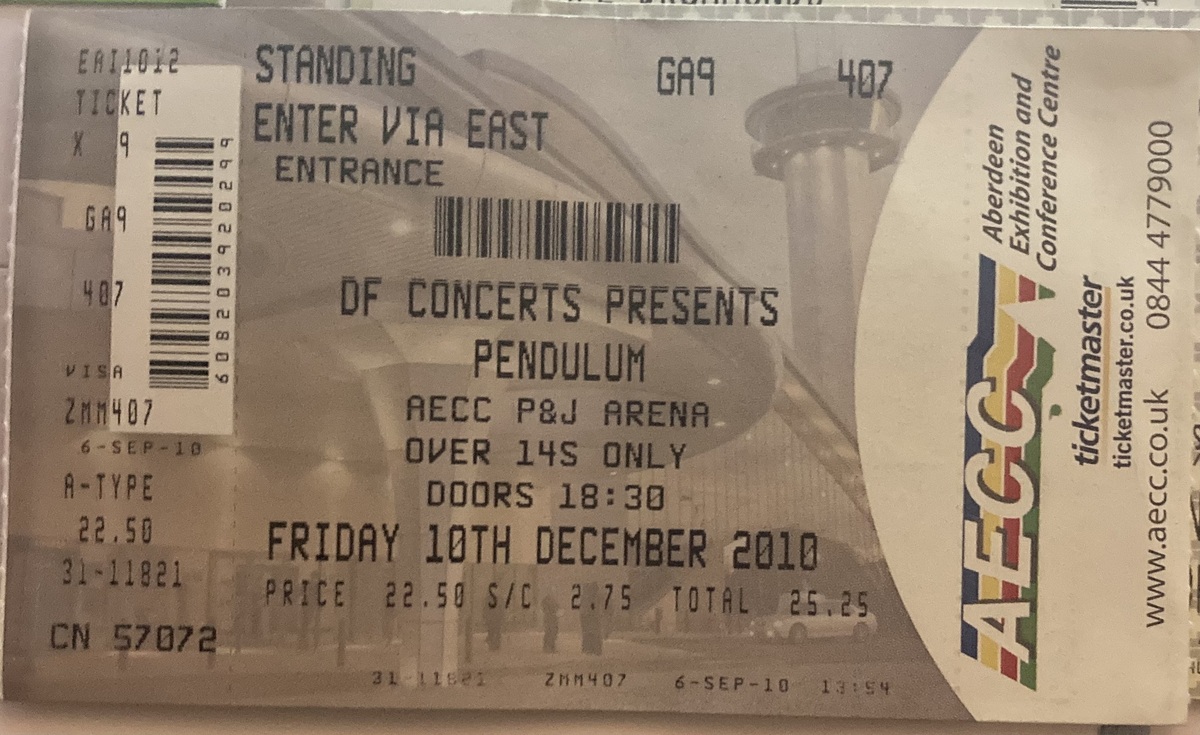 EAI1012
TICKET
X 9
GA9
407
VISA
ZMM407
6-SEP-10
A-TYPE
22.50
31-11821
CN 57072
STANDING GA9 407
ENTER VIA EAST
ENTRANCE
DF CONCERTS PRESENTS
PENDULUM
AECC P&J ARENA
OVER 14S ONLY
DOORS 18:30
FRIDAY 10TH DECEMBER 2010
PRICE 22.50 S/C 2.75 TOTAL 25.25
31-11821 ZMM407 6-SEP-10 13:54
AECC
Aberdeen
Exhibition and
Conference Centre
ticketmaster
ticketmaster.co.uk
www.aecc.co.uk 0844 4779000